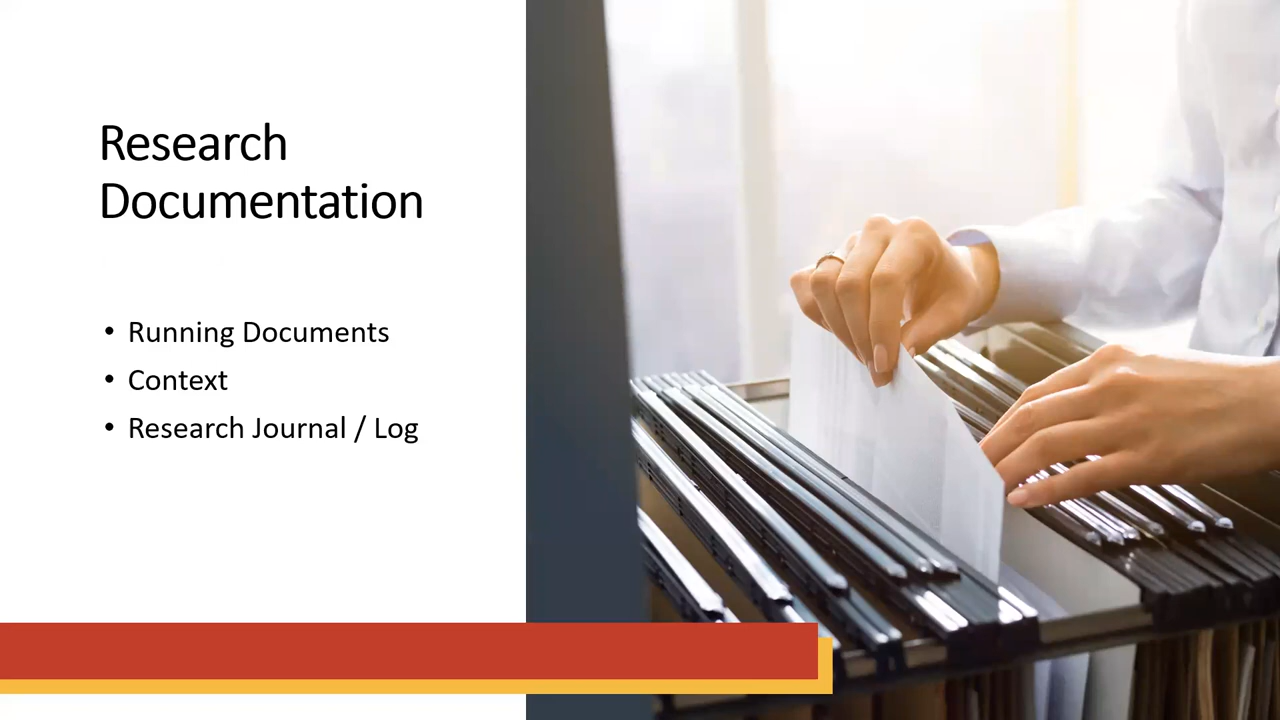 Research
Documentation
• Running Documents
• Context
• Research Journal / Log